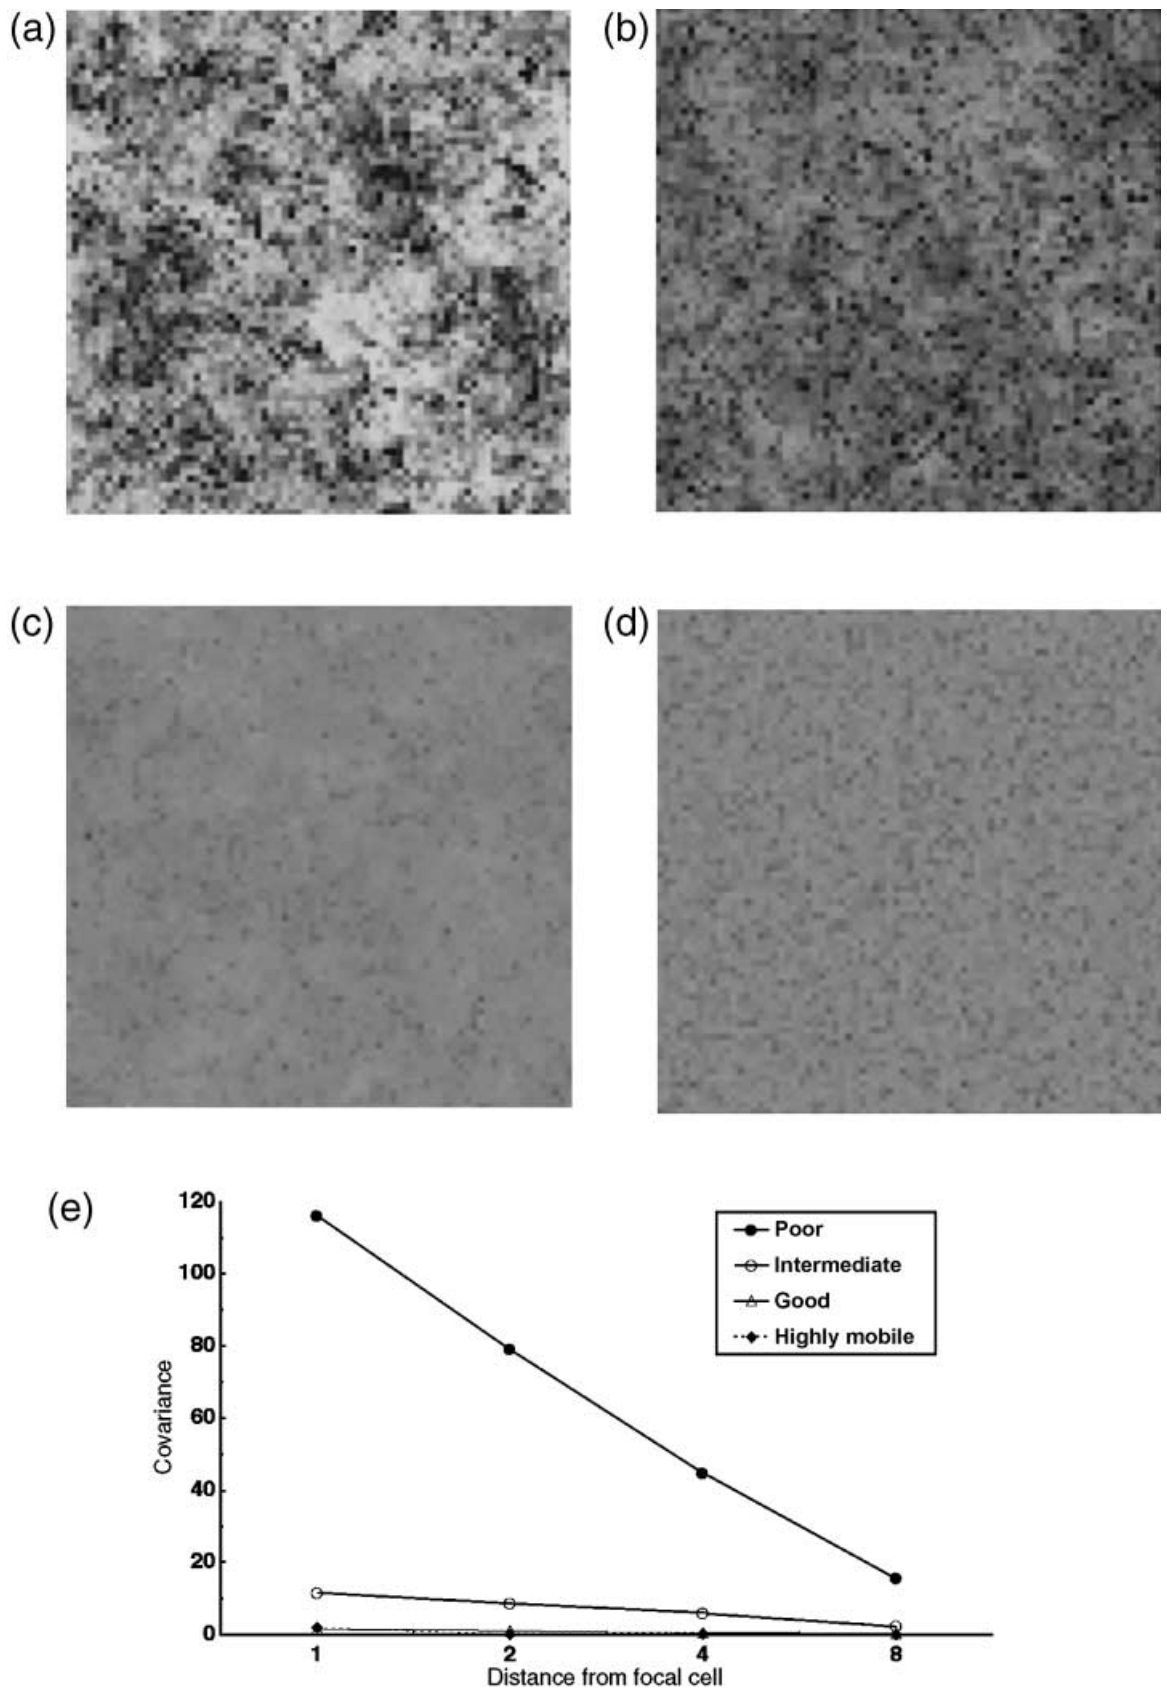 (a)
(b)
(c)
(d)
(e)
120
100
80
60
40
20
0
Covariance
1
2
4
8
Distance from focal cell
Poor
Intermediate
Good
Highly mobile